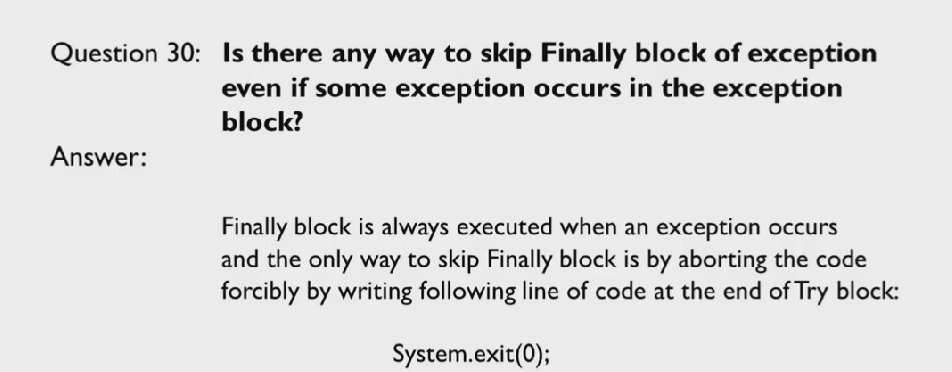 Question 30: Is there any way to skip Finally block of exception
even if some exception occurs in the exception
block?
Answer:
Finally block is always executed when an exception occurs
and the only way to skip Finally block is by aborting the code
forcibly by writing following line of code at the end of Try block:
System.exit(0);